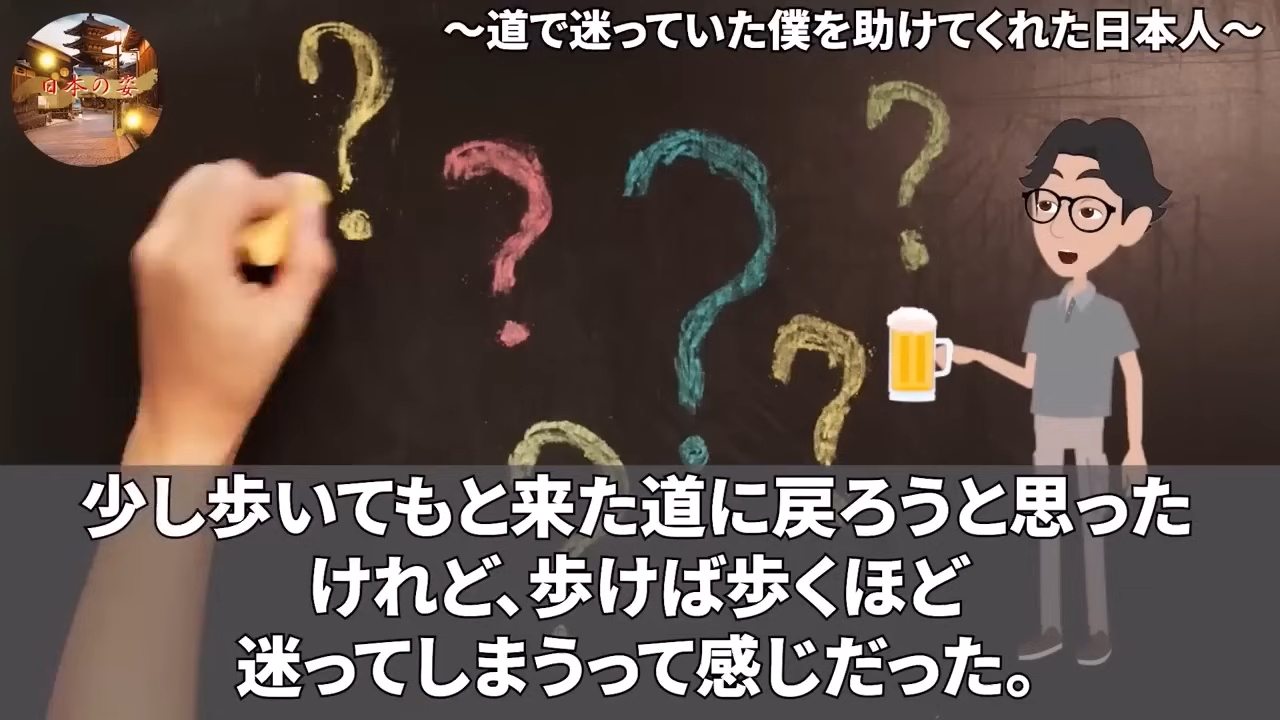 ～道で迷っていた僕を助けてくれた日本人～
日本の姿
少し歩いてもと来た道に戻ろうと思った
けれど、歩けば歩くほど
迷ってしまうって感じだった。